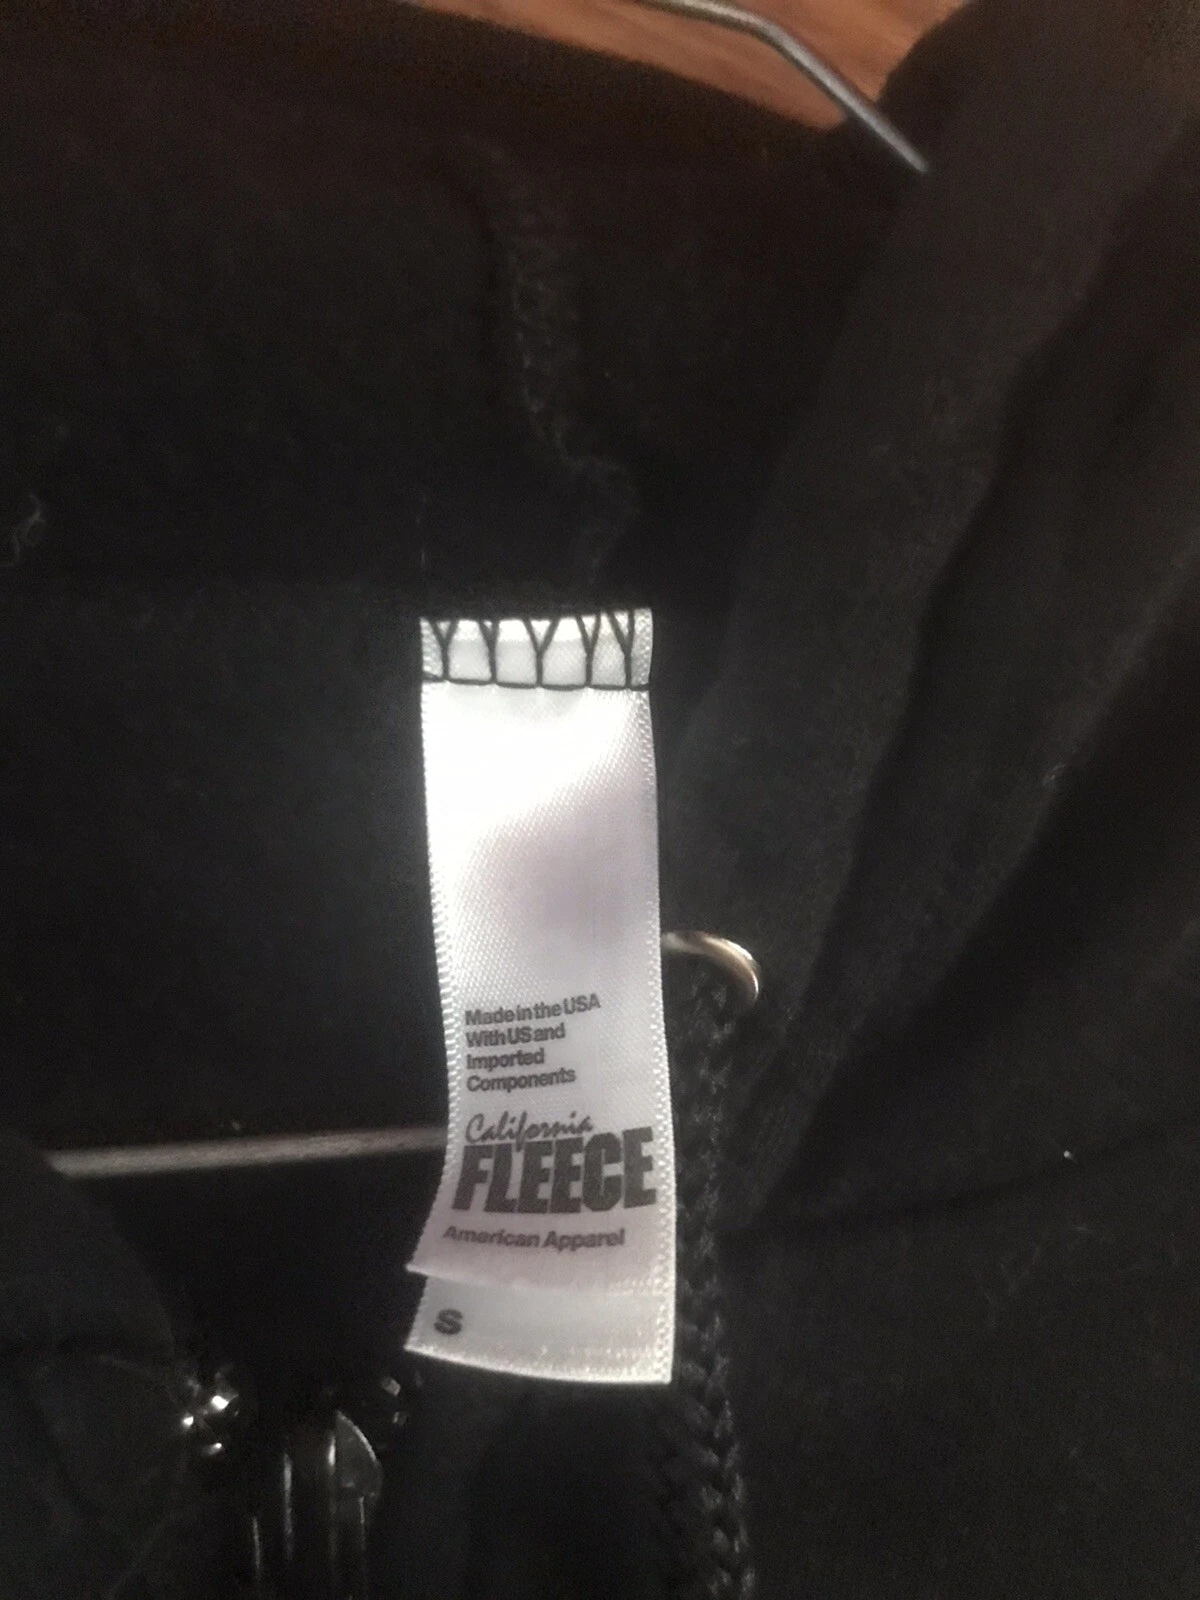 Made in the USA
With US and
Imported
Components
California
FLEECE
American Apparel
S